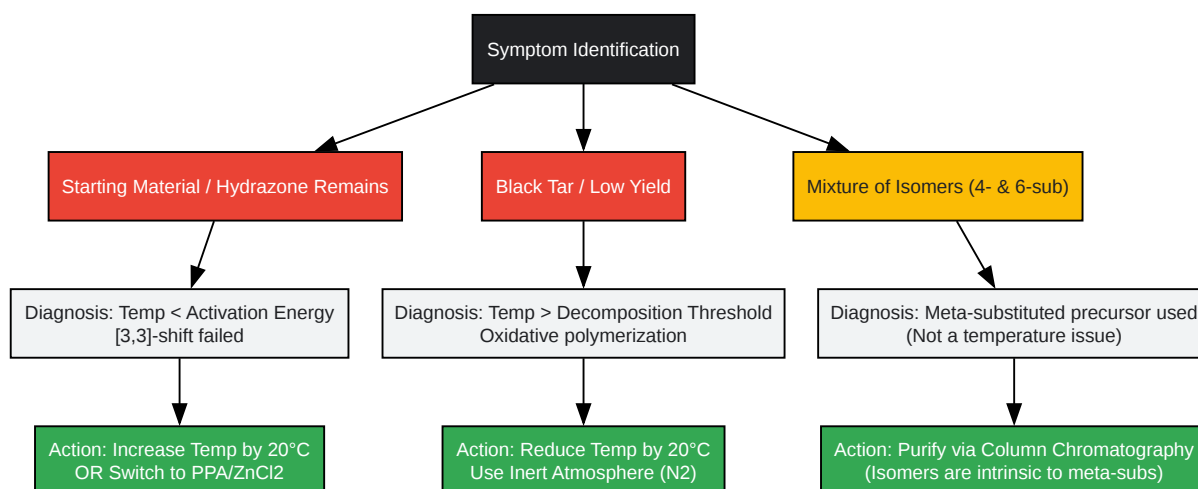 Symptom Identification
Starting Material / Hydrazone Remains
Black Tar / Low Yield
Mixture of Isomers (4- & 6-sub)
Diagnosis: Temp < Activation Energy
[3,3]-shift failed
Diagnosis: Temp > Decomposition Threshold
Oxidative polymerization
Diagnosis: Meta-substituted precursor used
(Not a temperature issue)
Action: Increase Temp by 20°C
OR Switch to PPA/ZnCl2
Action: Reduce Temp by 20°C
Use Inert Atmosphere (N2)
Action: Purify via Column Chromatography
(Isomers are intrinsic to meta-subs)